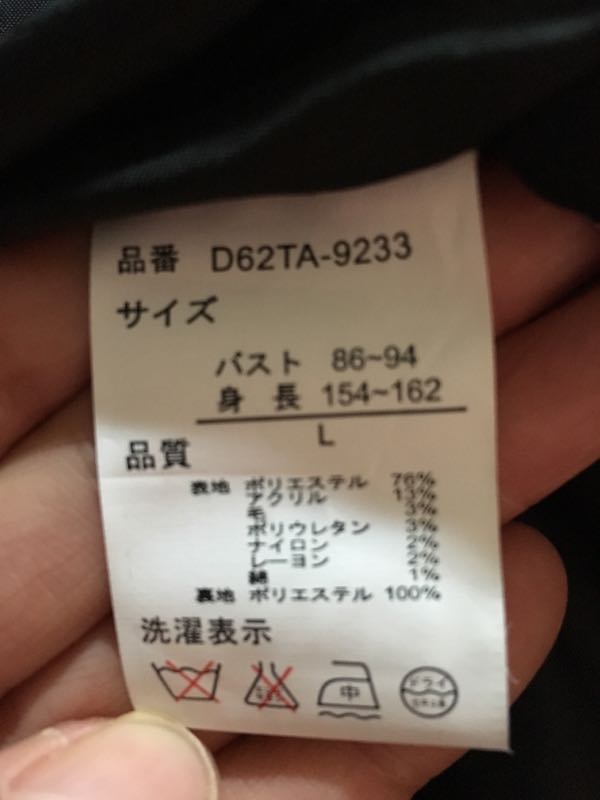 品番 D62TA-9233
サイズ
バスト 86~94
身長 154~162
L
品質
表地 ポリエステル 76%
アクリル 13%
毛 3%
ポリウレタン 3%
ナイロン 2%
レーヨン 2%
綿 1%
裏地 ポリエステル 100%
洗濯表示
中
ドライ